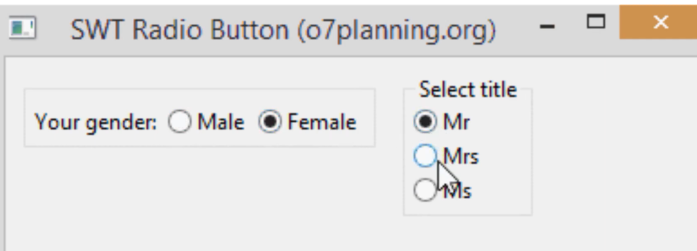 SWT Radio Button (o7planning.org)
Your gender: Male Female
Select title
Mr
Mrs
Ms